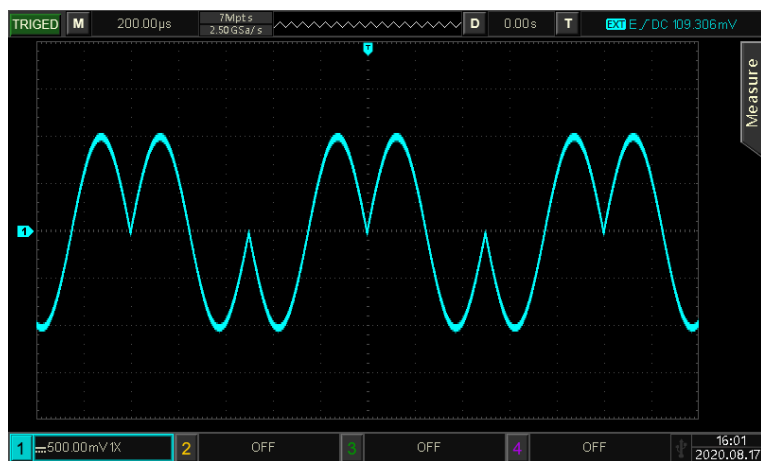 TRIGED M 200.00μs 7Mpts D 0.00s T EXT E DC 109.306mV
2.50GSa/s
T
Measure
1
1 500.00mV 1X 2 OFF 3 OFF 4 OFF 16:01
2020.08.17